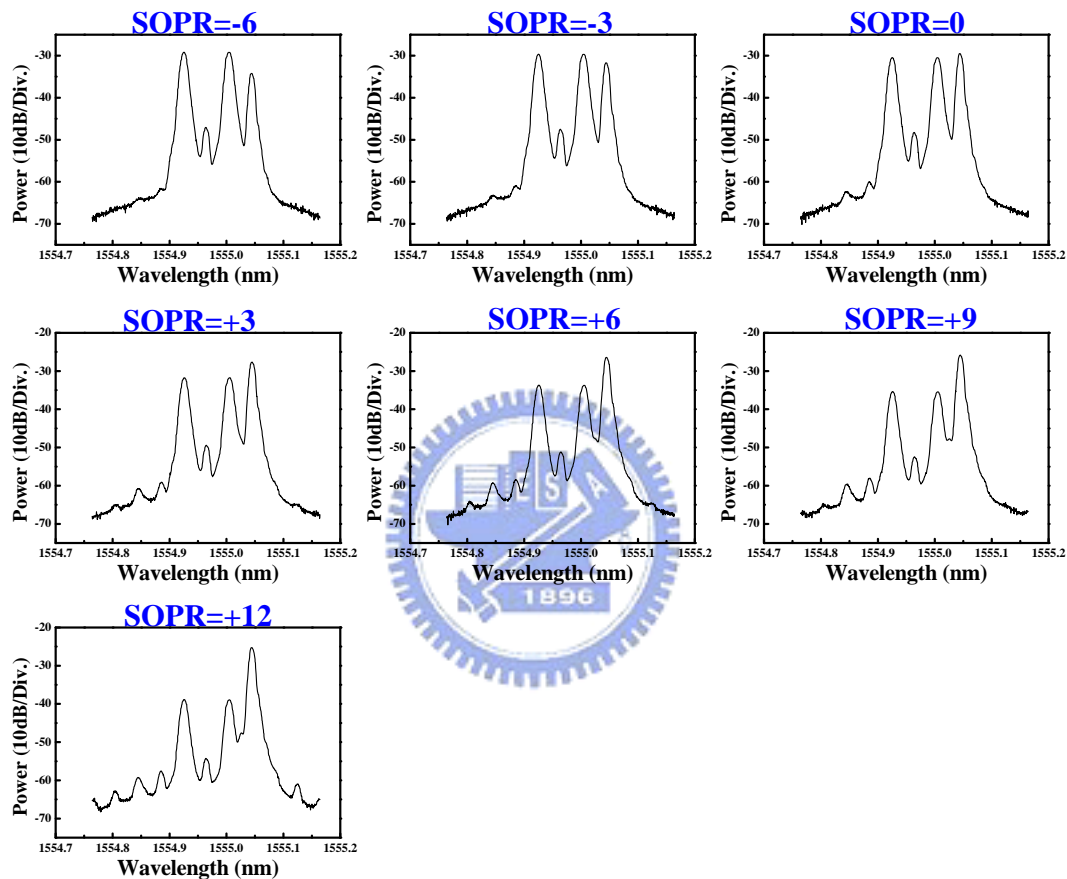 SOPR=-6
SOPR=-3
SOPR=0
Power (10dB/Div.)
-30
-40
-50
-60
-70
1554.7 1554.8 1554.9 1555.0 1555.1 1555.2
Wavelength (nm)
Power (10dB/Div.)
-30
-40
-50
-60
-70
1554.7 1554.8 1554.9 1555.0 1555.1 1555.2
Wavelength (nm)
Power (10dB/Div.)
-30
-40
-50
-60
-70
1554.7 1554.8 1554.9 1555.0 1555.1 1555.2
Wavelength (nm)
SOPR=+3
SOPR=+6
SOPR=+9
Power (10dB/Div.)
-20
-30
-40
-50
-60
-70
1554.7 1554.8 1554.9 1555.0 1555.1 1555.2
Wavelength (nm)
Power (10dB/Div.)
-20
-30
-40
-50
-60
-70
1554.7 1554.8 1554.9 1555.0 1555.1 1555.2
Wavelength (nm)
Power (10dB/Div.)
-20
-30
-40
-50
-60
-70
1554.7 1554.8 1554.9 1555.0 1555.1 1555.2
Wavelength (nm)
E S A
1896
SOPR=+12
Power (10dB/Div.)
-20
-30
-40
-50
-60
-70
1554.7 1554.8 1554.9 1555.0 1555.1 1555.2
Wavelength (nm)